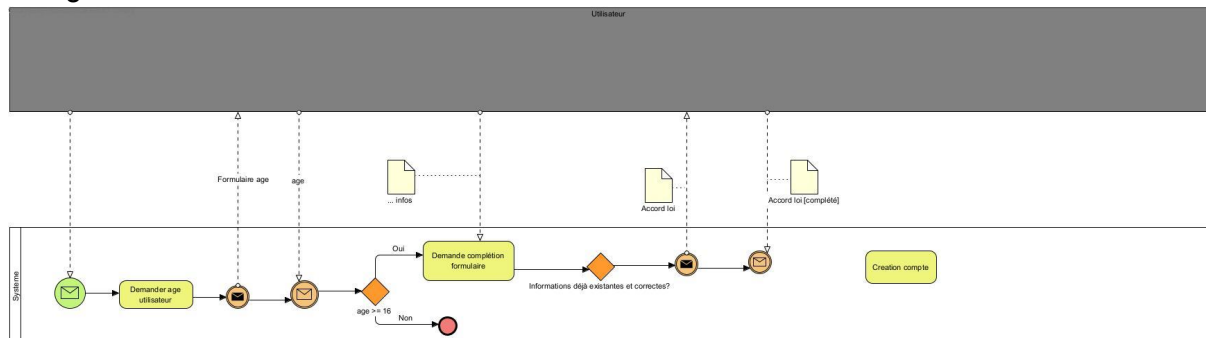 Utilisateur
Formulaire age
age
... infos
Accord loi
Accord loi [complété]
Systeme
Demander age
utilisateur
Oui
Non
age >= 16
Demande complétion
formulaire
Informations déjà existantes et correctes?
Creation compte